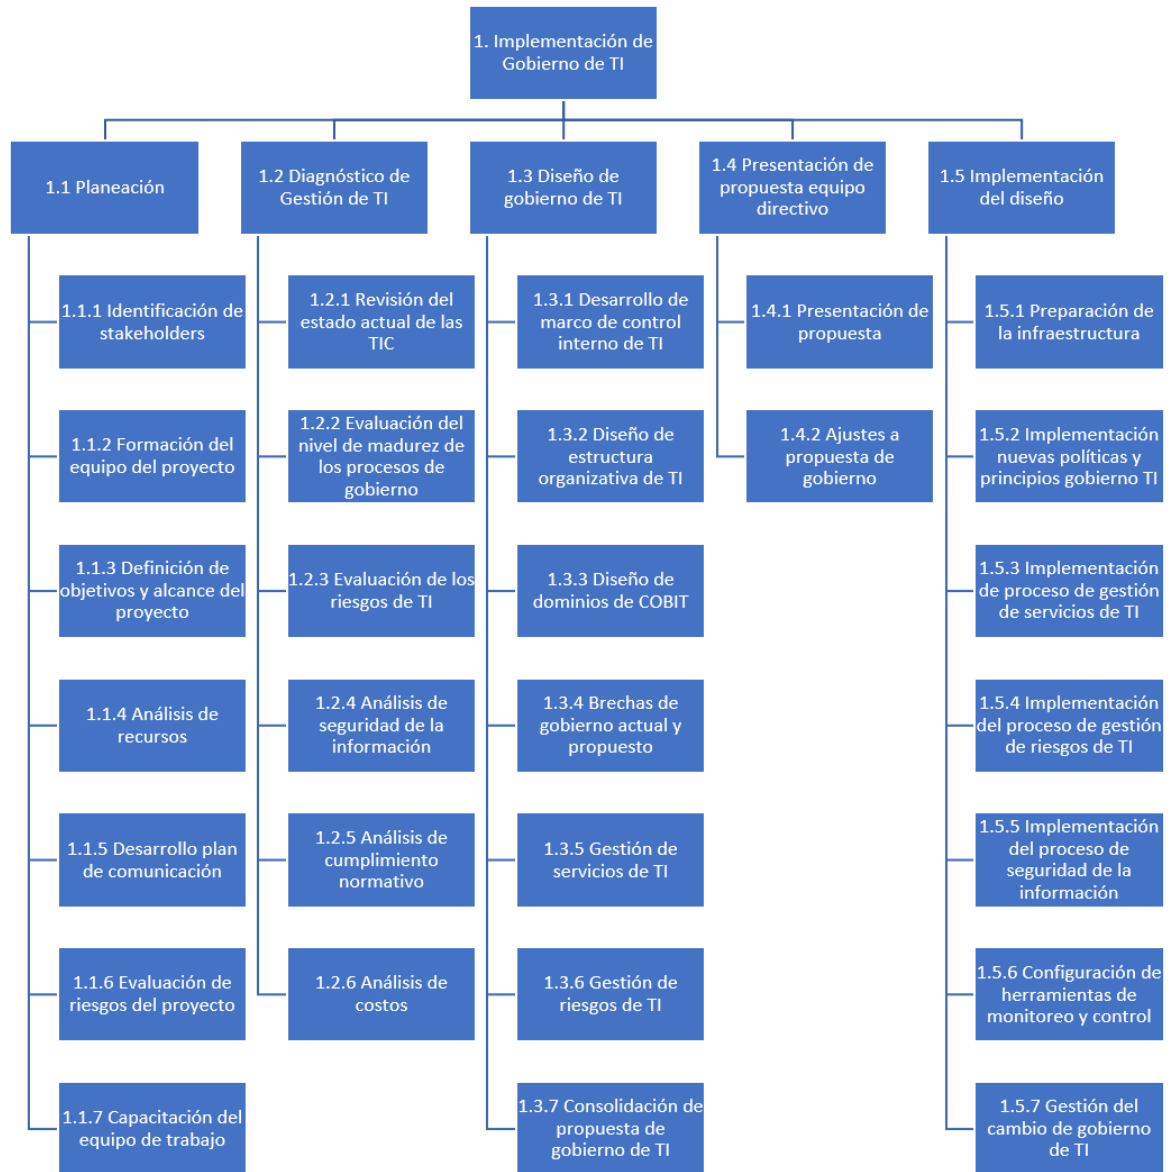 1. Implementación de
Gobierno de TI
1.1 Planeación
1.2 Diagnóstico de
Gestión de TI
1.3 Diseño de
gobierno de TI
1.4 Presentación de
propuesta equipo
directivo
1.5 Implementación
del diseño
1.1.1 Identificación de
stakeholders
1.1.2 Formación del
equipo del proyecto
1.1.3 Definición de
objetivos y alcance del
proyecto
1.1.4 Análisis de
recursos
1.1.5 Desarrollo plan
de comunicación
1.1.6 Evaluación de
riesgos del proyecto
1.1.7 Capacitación del
equipo de trabajo
1.2.1 Revisión del
estado actual de las
TIC
1.2.2 Evaluación del
nivel de madurez de
los procesos de
gobierno
1.2.3 Evaluación de los
riesgos de TI
1.2.4 Análisis de
seguridad de la
información
1.2.5 Análisis de
cumplimiento
normativo
1.2.6 Análisis de
costos
1.3.1 Desarrollo de
marco de control
interno de TI
1.3.2 Diseño de
estructura
organizativa de TI
1.3.3 Diseño de
dominios de COBIT
1.3.4 Brechas de
gobierno actual y
propuesto
1.3.5 Gestión de
servicios de TI
1.3.6 Gestión de
riesgos de TI
1.3.7 Consolidación de
propuesta de
gobierno de TI
1.4.1 Presentación de
propuesta
1.4.2 Ajustes a
propuesta de
gobierno
1.5.1 Preparación de
la infraestructura
1.5.2 Implementación
nuevas políticas y
principios gobierno TI
1.5.3 Implementación
de proceso de gestión
de servicios de TI
1.5.4 Implementación
del proceso de gestión
de riesgos de TI
1.5.5 Implementación
del proceso de
seguridad de la
información
1.5.6 Configuración de
herramientas de
monitoreo y control
1.5.7 Gestión del
cambio de gobierno
de TI